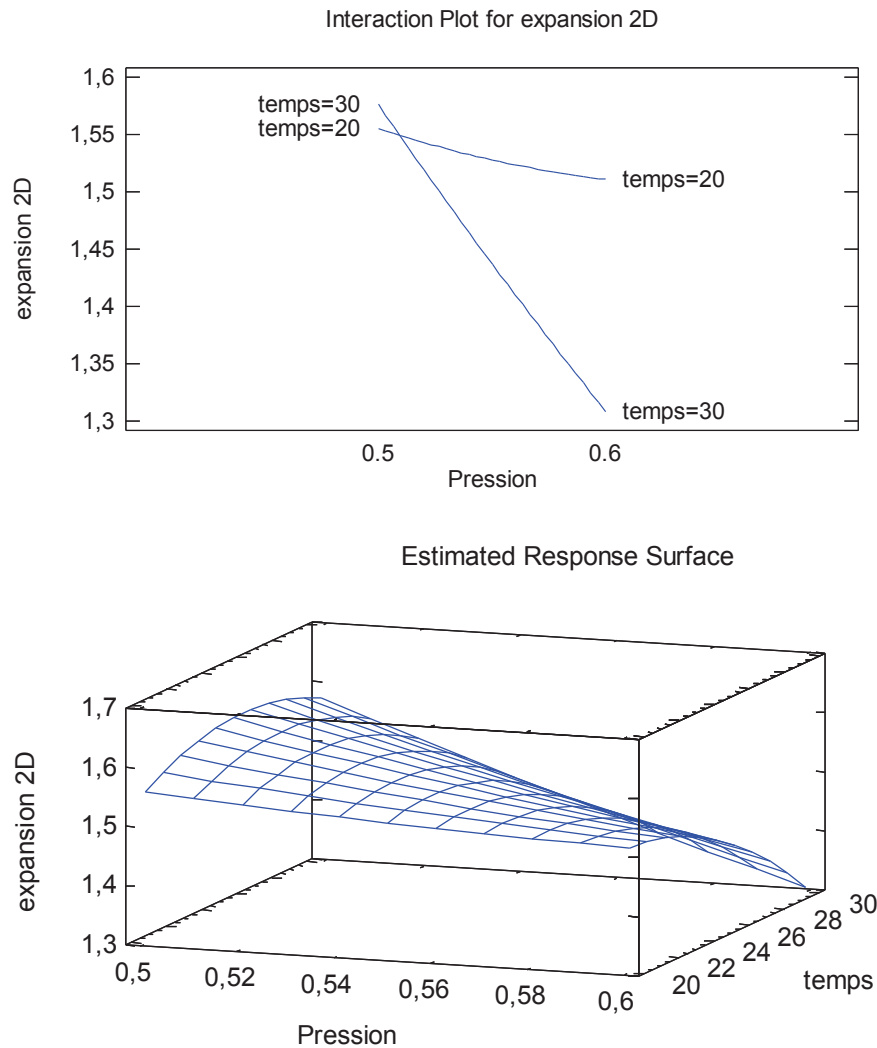 Interaction Plot for expansion 2D
1,6
1,55
1,5
1,45
1,4
1,35
1,3
expansion 2D
temps=30
temps=20
temps=20
temps=30
0.5
0.6
Pression
Estimated Response Surface
1,7
1,6
1,5
1,4
1,3
expansion 2D
0,5
0,52
0,54
0,56
0,58
0,6
Pression
20
22
24
26
28
30
temps